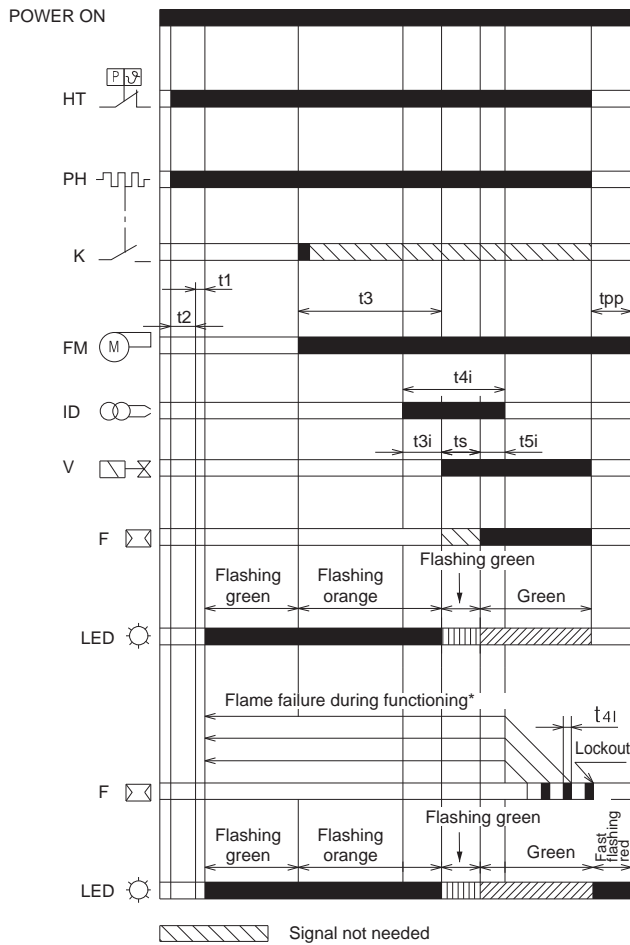 POWER ON
P ϑ
HT
PH
K
t1
t3
tpp
t2
FM
M
t4i
ID
t3i
ts
t5i
V
F
Flashing green
Flashing
green
Flashing
orange
Green
LED
Flame failure during functioning*
t4l
Lockout
F
Flashing green
Flashing
green
Flashing
orange
Green
Fast
flashing
red
LED
Signal not needed